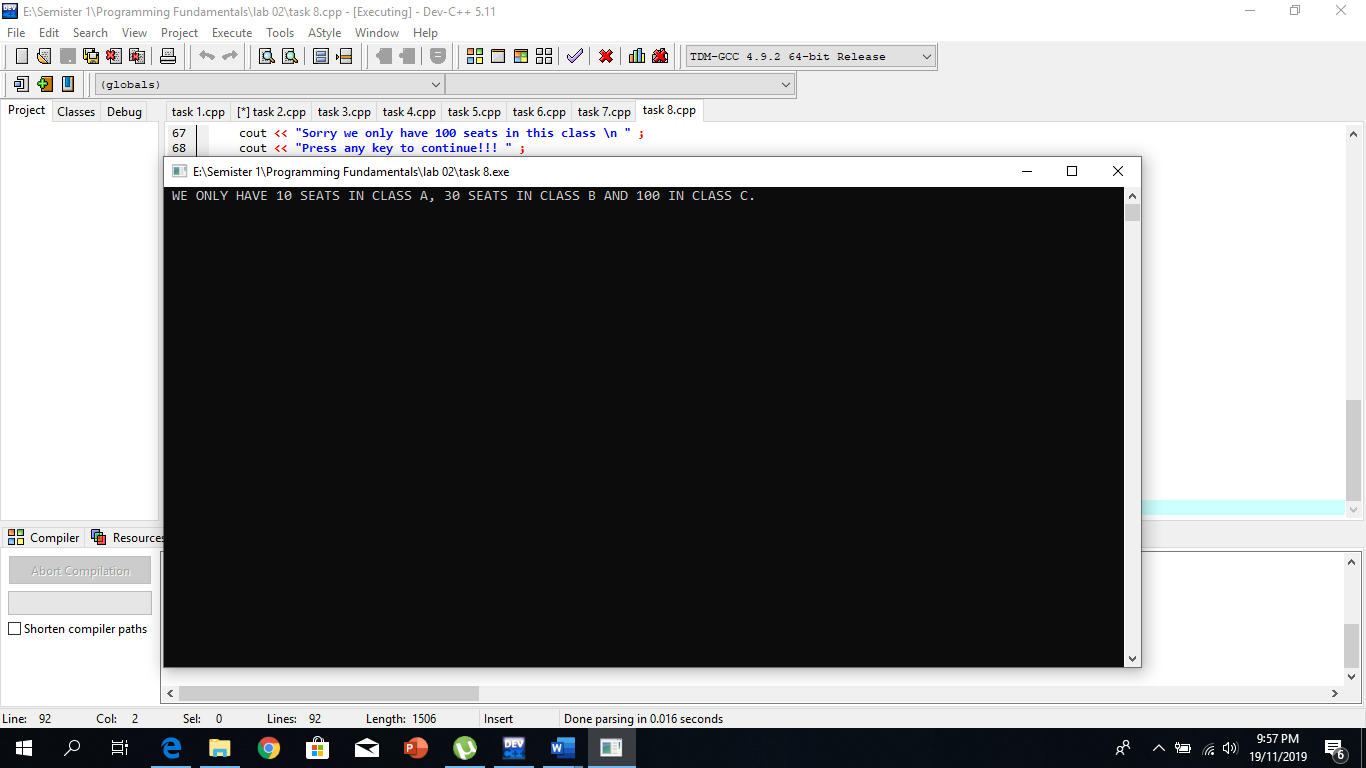 E:\Semister 1\Programming Fundamentals\lab 02\task 8.cpp - [Executing] - Dev-C++ 5.11
File Edit Search View Project Execute Tools AStyle Window Help
TDM-GCC 4.9.2 64-bit Release
(globals)
Project Classes Debug
task 1.cpp [*] task 2.cpp task 3.cpp task 4.cpp task 5.cpp task 6.cpp task 7.cpp task 8.cpp
67 cout << "Sorry we only have 100 seats in this class \n " ;
68 cout << "Press any key to continue!!! " ;
E:\Semister 1\Programming Fundamentals\lab 02\task 8.exe
WE ONLY HAVE 10 SEATS IN CLASS A, 30 SEATS IN CLASS B AND 100 IN CLASS C.
Compiler Resources
Abort Compilation
Shorten compiler paths
Line: 92 Col: 2 Sel: 0 Lines: 92 Length: 1506 Insert Done parsing in 0.016 seconds
DEV
W
9:57 PM
19/11/2019
6